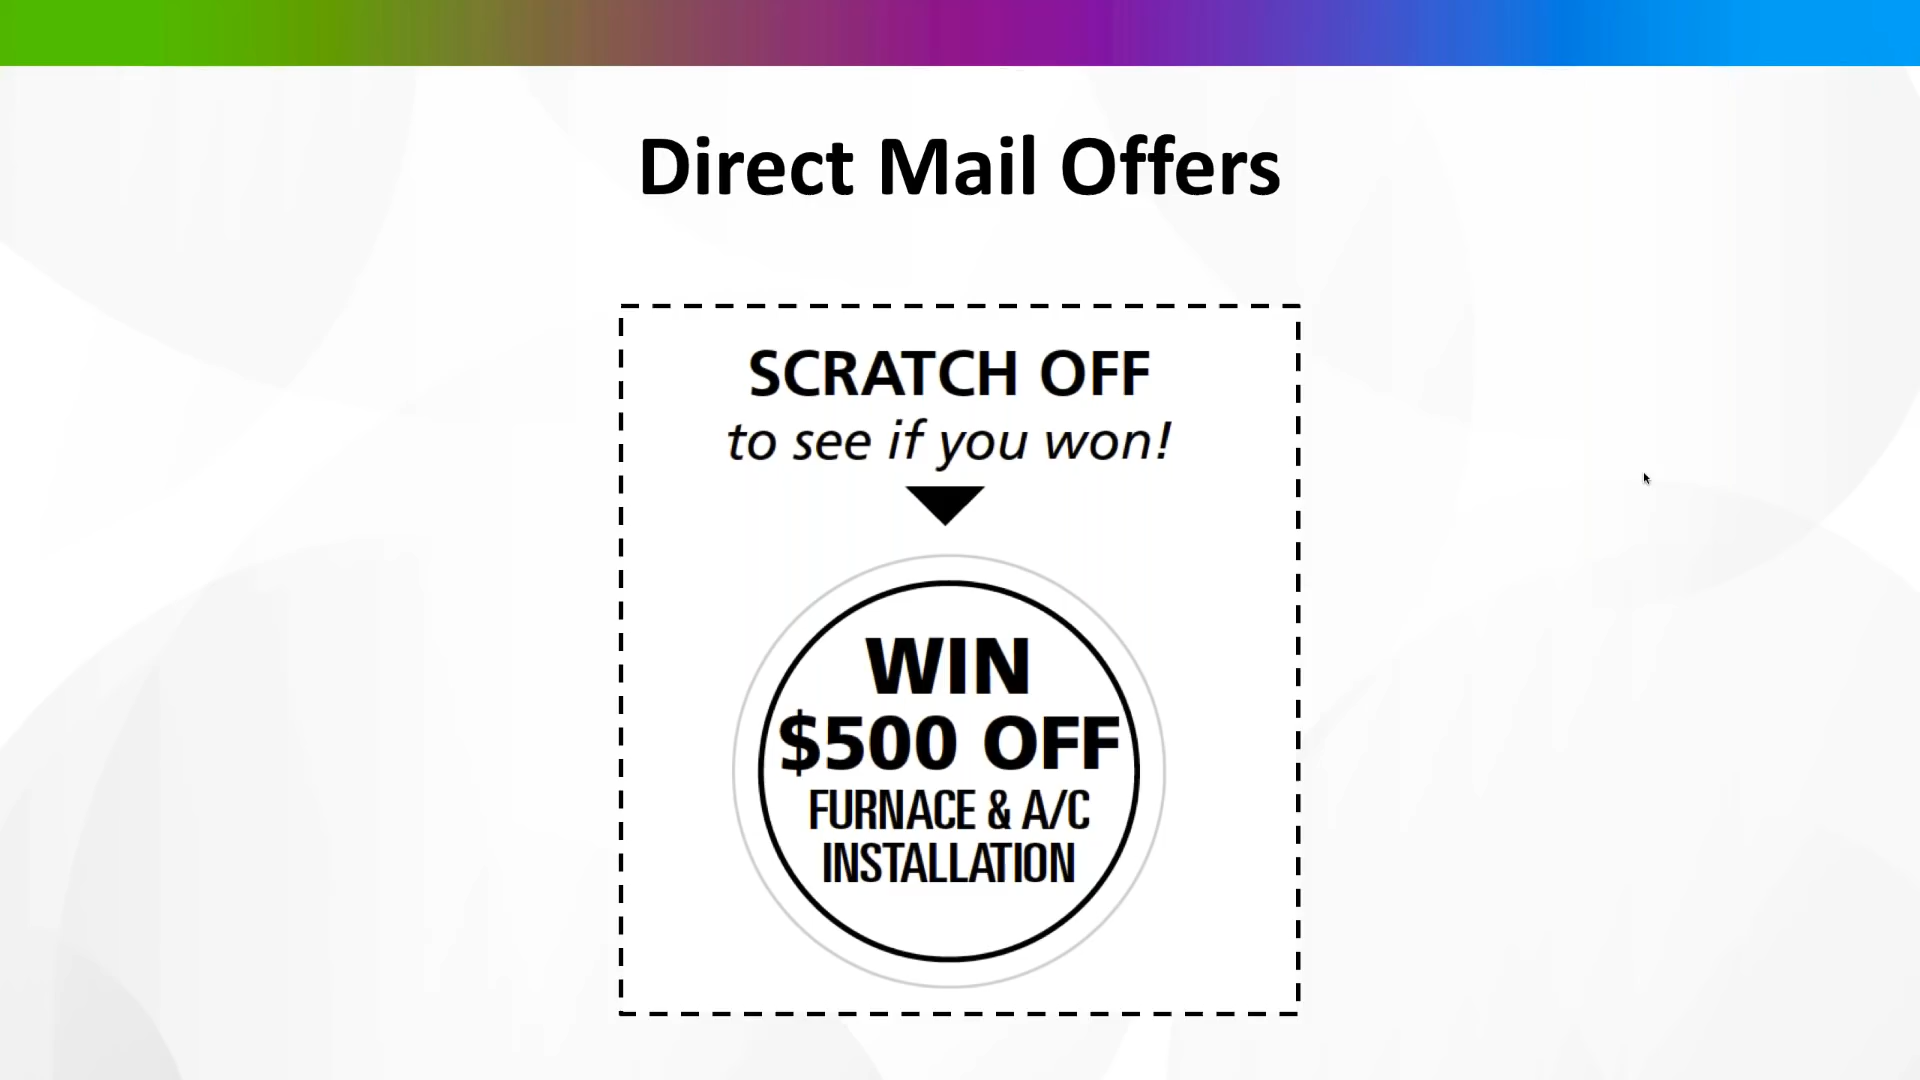 Direct Mail Offers
SCRATCH OFF
to see if you won!
WIN
$500 OFF
FURNACE & A/C
INSTALLATION